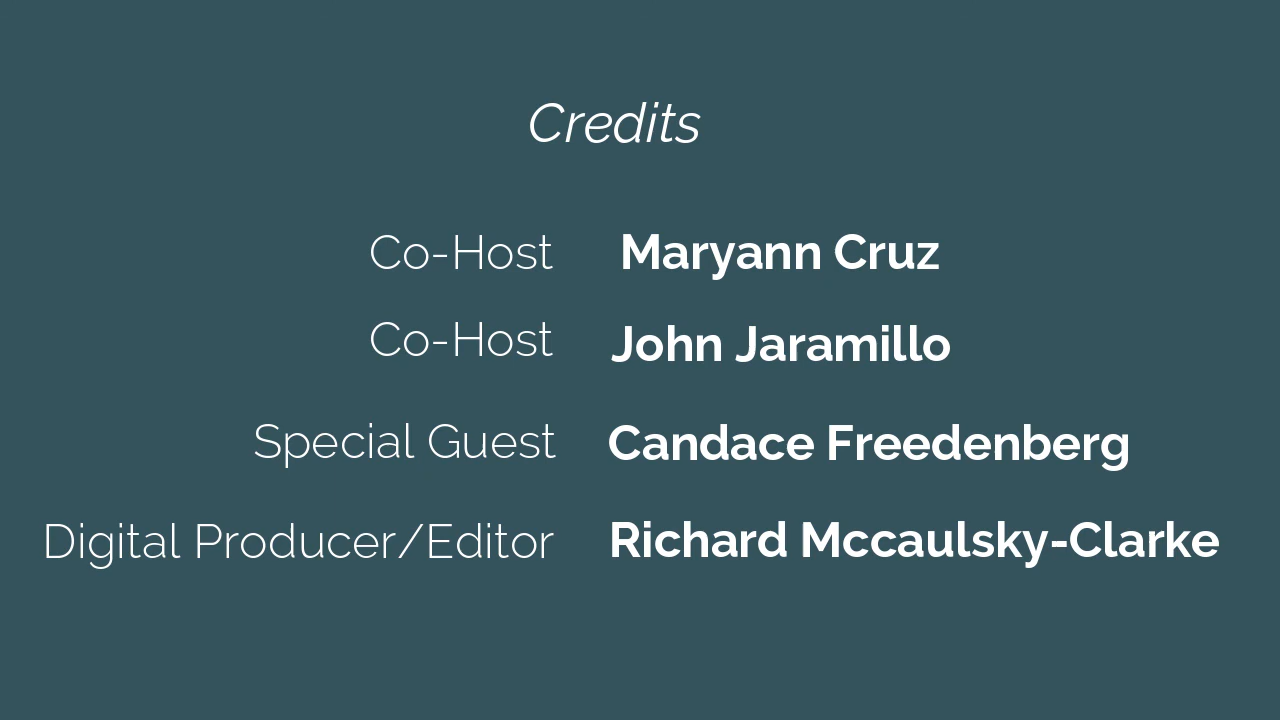 Credits
Co-Host Maryann Cruz
Co-Host John Jaramillo
Special Guest Candace Freedenberg
Digital Producer/Editor Richard Mccaulsky-Clarke